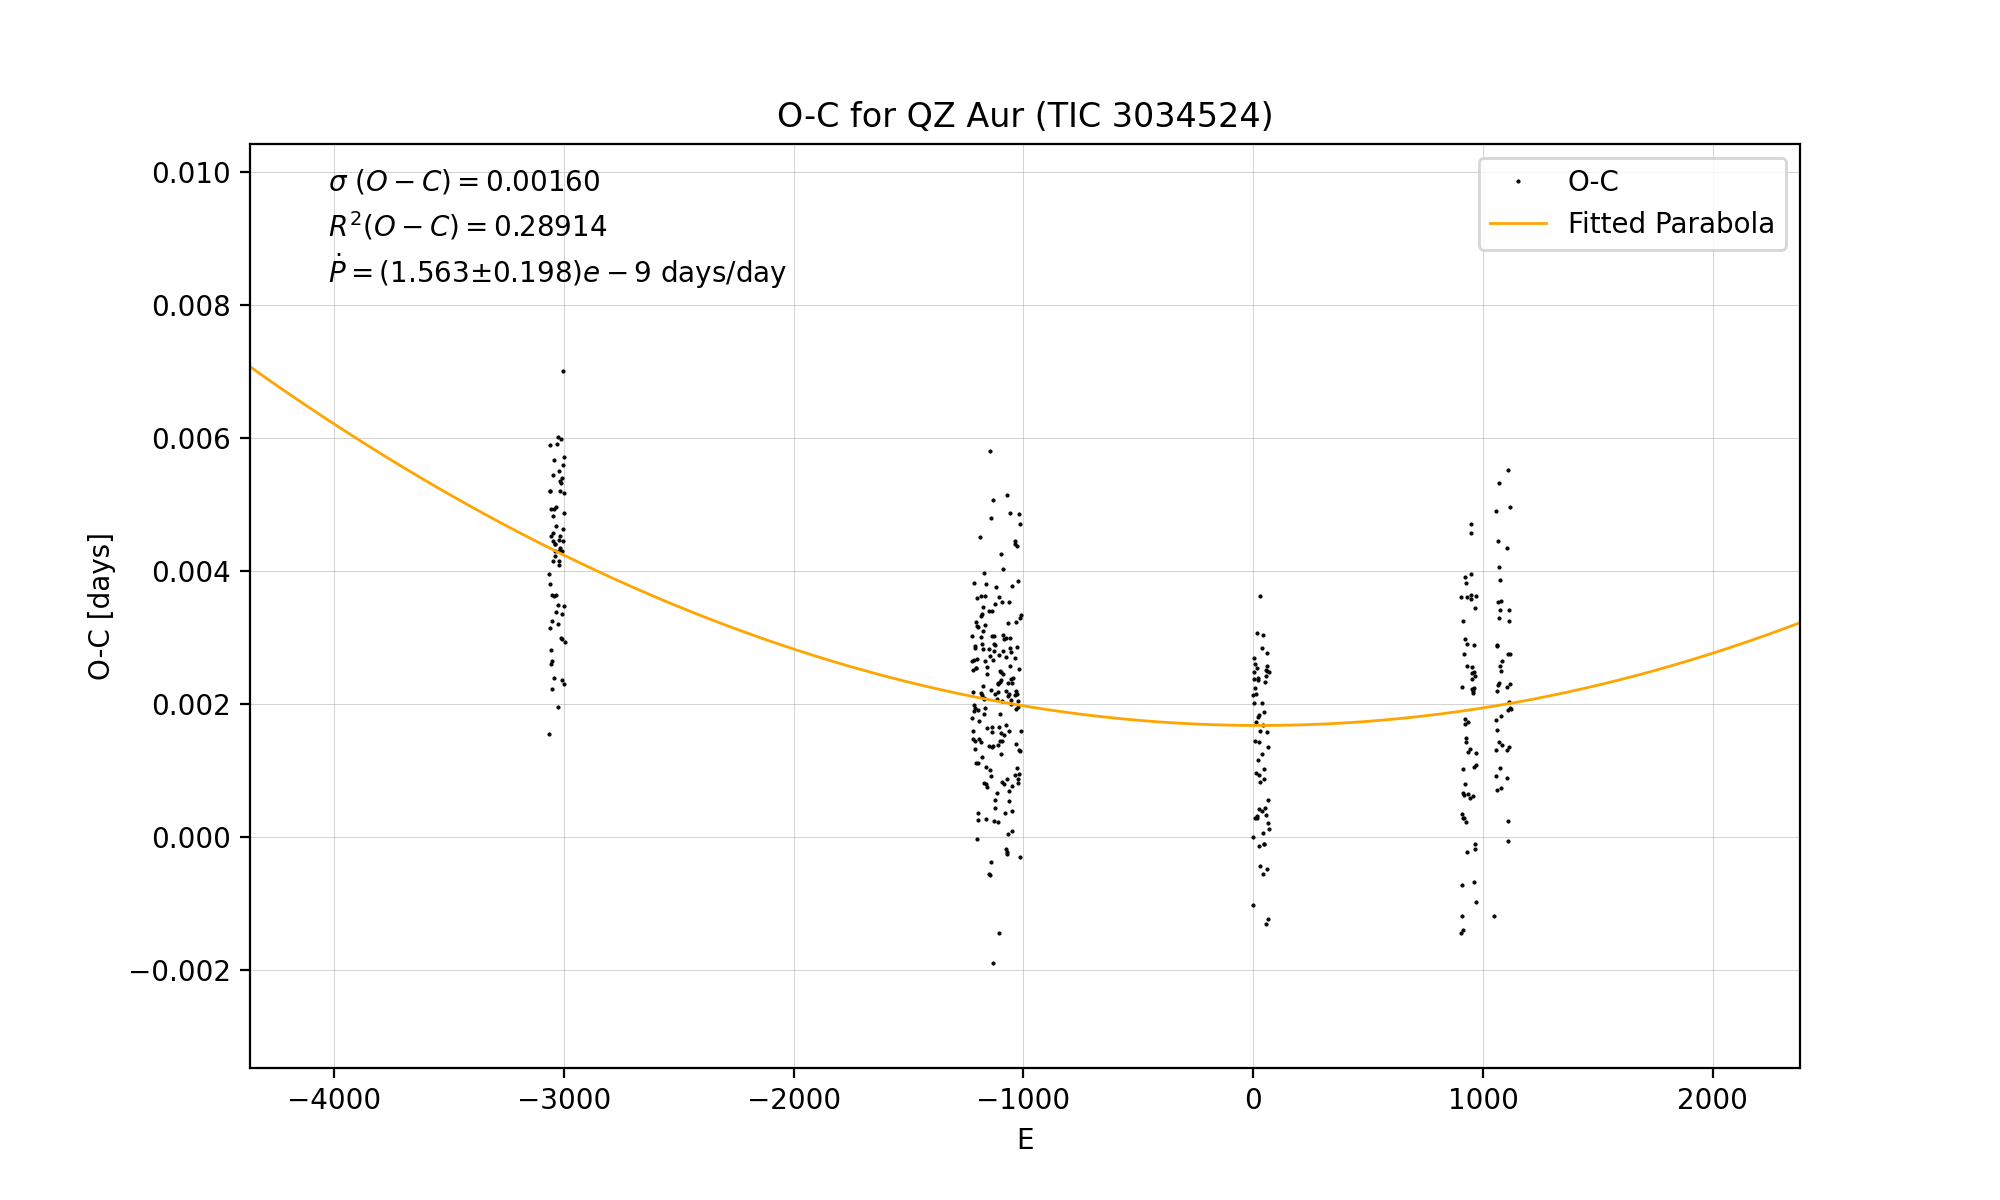 O-C for QZ Aur (TIC 3034524)
σ (O − C) = 0.00160
R²(O − C) = 0.28914
Ṗ = (1.563±0.198)e − 9 days/day
O-C
Fitted Parabola
0.010
0.008
0.006
0.004
0.002
0.000
−0.002
O-C [days]
−4000
−3000
−2000
−1000
0
1000
2000
E